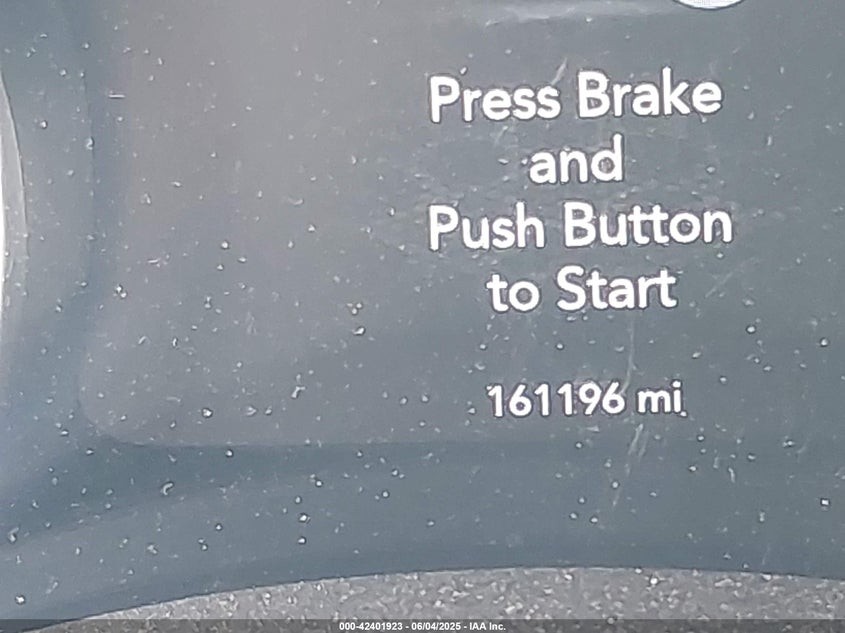 Press Brake
and
Push Button
to Start
161196 mi
000-42401923 - 06/04/2025 - IAA Inc.